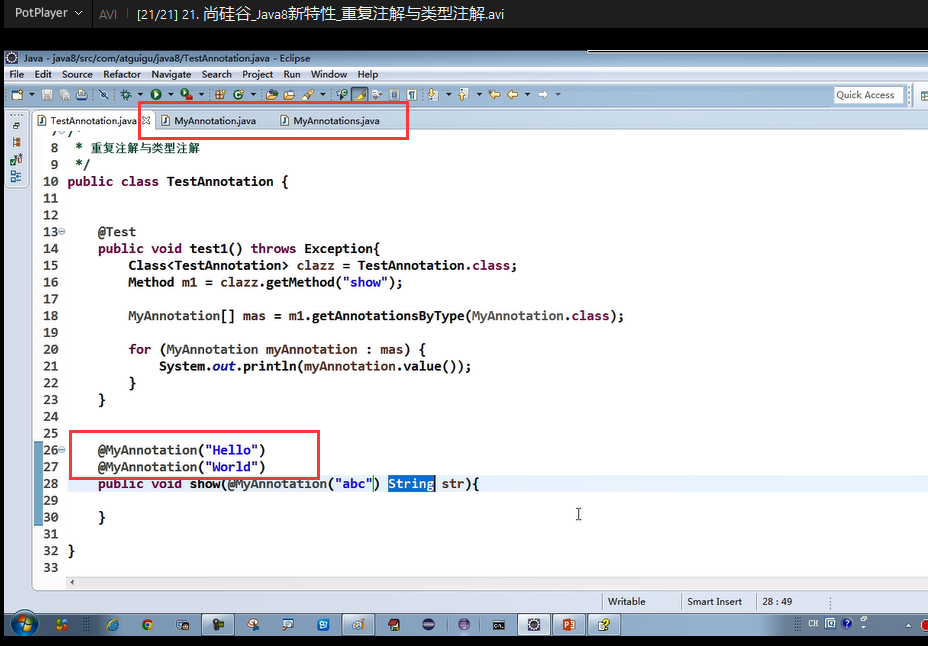 PotPlayer AVI [21/21] 21. 尚硅谷_Java8新特性_重复注解与类型注解.avi
Java - java8/src/com/atguigu/java8/TestAnnotation.java - Eclipse
File Edit Source Refactor Navigate Search Project Run Window Help
Quick Access
TestAnnotation.java MyAnnotation.java MyAnnotations.java
8 * 重复注解与类型注解
9 */
10 public class TestAnnotation {
11
12
13 @Test
14 public void test1() throws Exception{
15 Class<TestAnnotation> clazz = TestAnnotation.class;
16 Method m1 = clazz.getMethod("show");
17
18 MyAnnotation[] mas = m1.getAnnotationsByType(MyAnnotation.class);
19
20 for (MyAnnotation myAnnotation : mas) {
21 System.out.println(myAnnotation.value());
22 }
23 }
24
25
26 @MyAnnotation("Hello")
27 @MyAnnotation("World")
28 public void show(@MyAnnotation("abc") String str){
29
30 }
31
32 }
33
Writable Smart Insert 28 : 49
CH